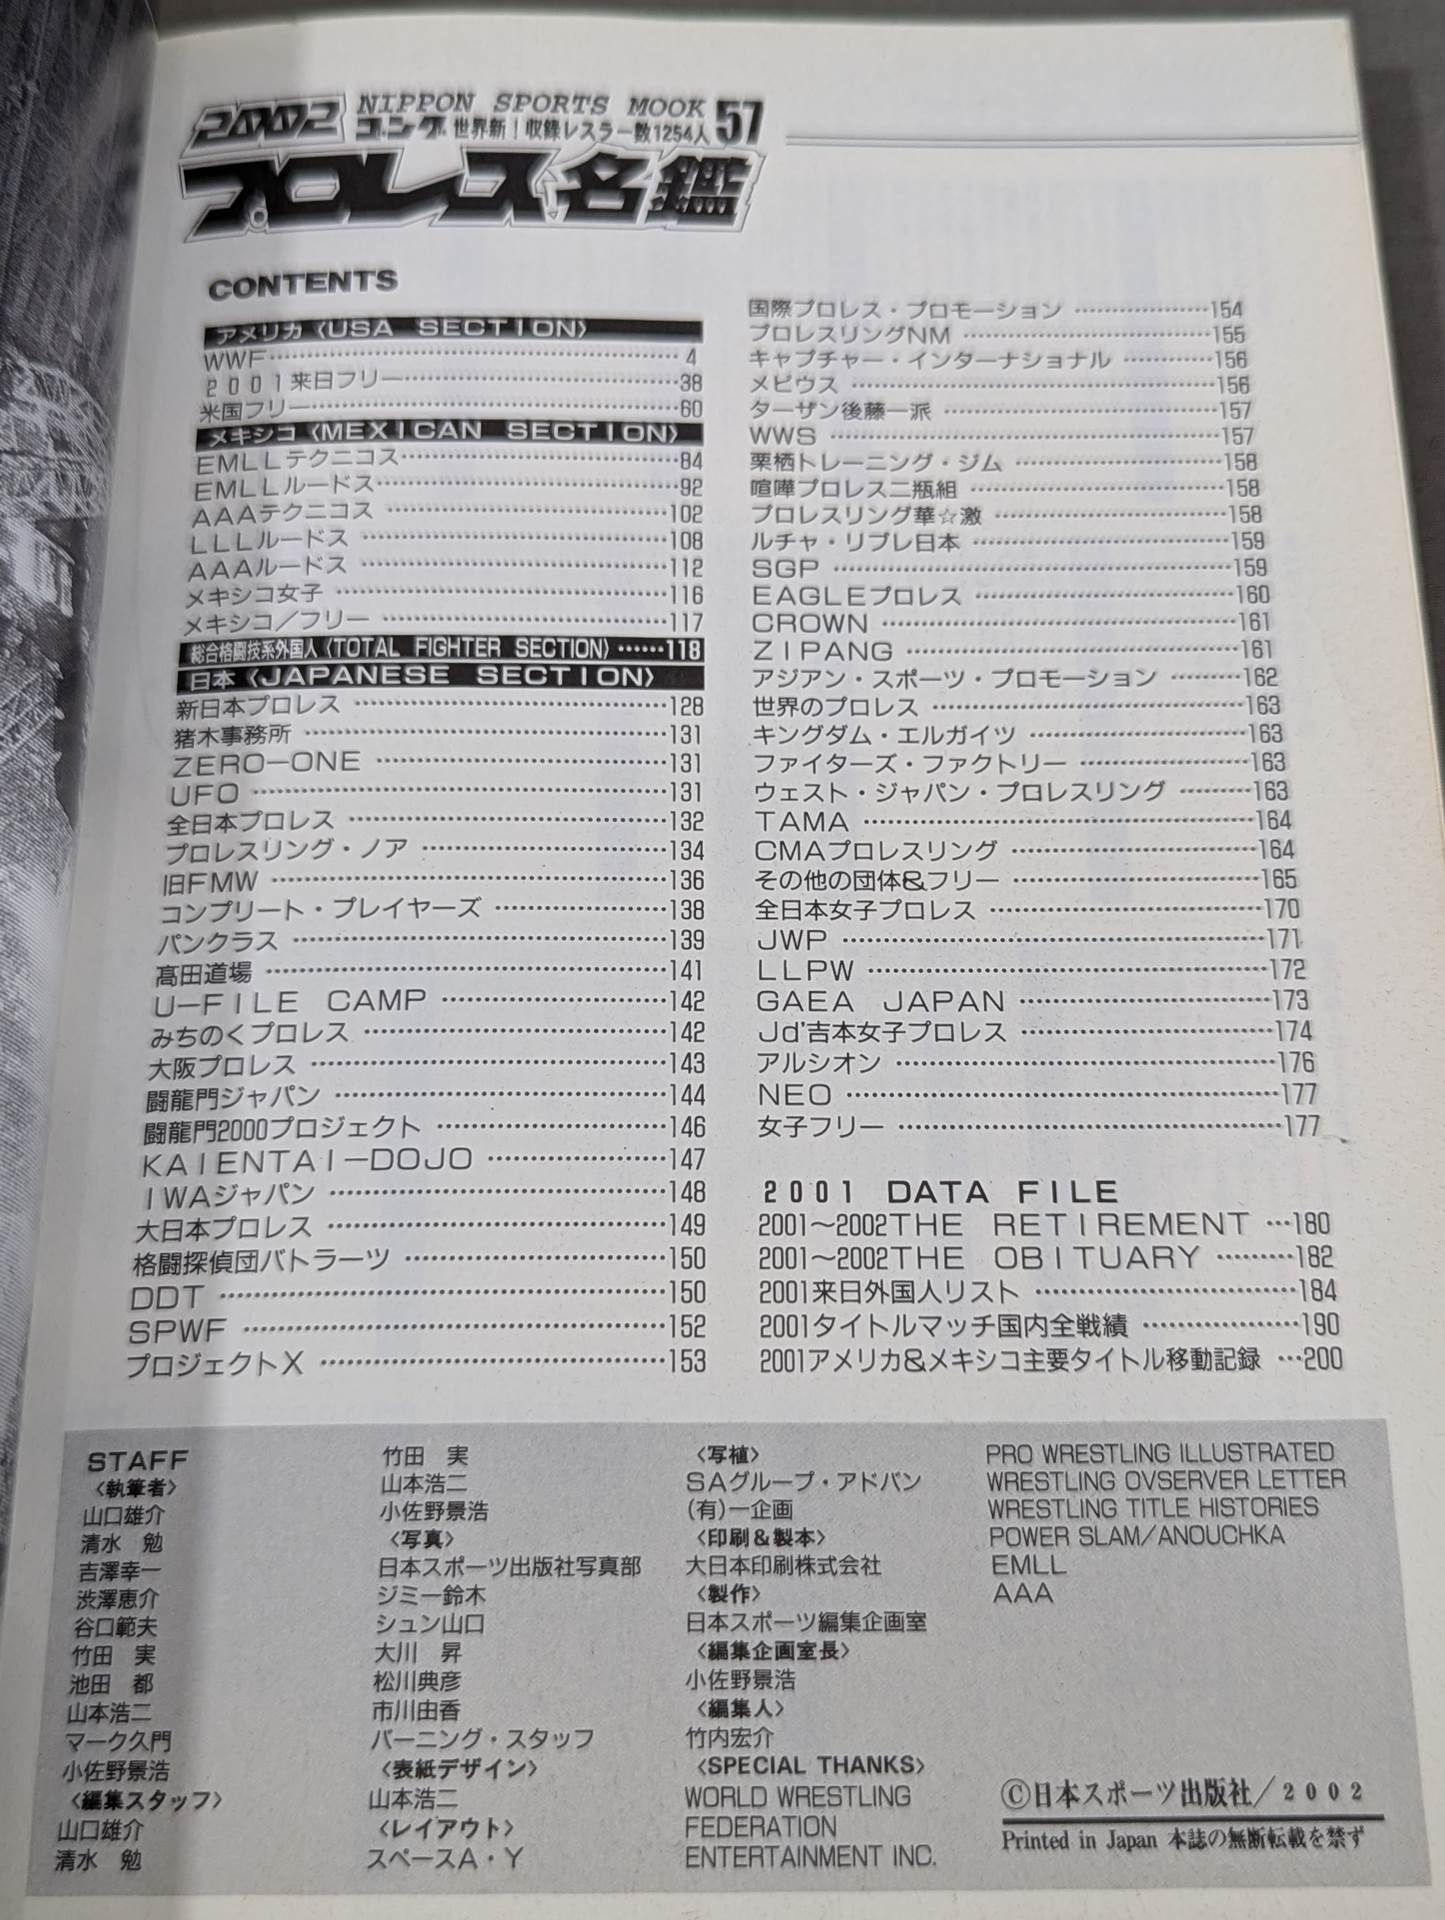 2002 NIPPON SPORTS MOOK 57
ゴング 世界新!収録レスラー数1254人
プロレス名鑑
CONTENTS
アメリカ〈USA SECTION〉
WWF…4
2001来日フリー…38
米国フリー…60
メキシコ〈MEXICAN SECTION〉
EMLLテクニコス…84
EMLLルードス…92
AAAテクニコス…102
LLLルードス…108
AAAルードス…112
メキシコ女子…116
メキシコ/フリー…117
総合格闘技系外国人〈TOTAL FIGHTER SECTION〉…118
日本〈JAPANESE SECTION〉
新日本プロレス…128
猪木事務所…131
ZERO-ONE…131
UFO…131
全日本プロレス…132
プロレスリング・ノア…134
旧FMW…136
コンプリート・プレイヤーズ…138
パンクラス…139
髙田道場…141
U-FILE CAMP…142
みちのくプロレス…142
大阪プロレス…143
闘龍門ジャパン…144
闘龍門2000プロジェクト…146
KAIENTAI-DOJO…147
IWAジャパン…148
大日本プロレス…149
格闘探偵団バトラーツ…150
DDT…150
SPWF…152
プロジェクトX…153
国際プロレス・プロモーション…154
プロレスリングNM…155
キャプチャー・インターナショナル…156
メビウス…156
ターザン後藤一派…157
WWS…157
栗栖トレーニング・ジム…158
喧嘩プロレス二瓶組…158
プロレスリング華☆激…158
ルチャ・リブレ日本…159
SGP…159
EAGLEプロレス…160
CROWN…161
ZIPANG…161
アジアン・スポーツ・プロモーション…162
世界のプロレス…163
キングダム・エルガイツ…163
ファイターズ・ファクトリー…163
ウェスト・ジャパン・プロレスリング…163
TAMA…164
CMAプロレスリング…164
その他の団体&フリー…165
全日本女子プロレス…170
JWP…171
LLPW…172
GAEA JAPAN…173
Jd'吉本女子プロレス…174
アルシオン…176
NEO…177
女子フリー…177
2001 DATA FILE
2001〜2002THE RETIREMENT…180
2001〜2002THE OBITUARY…182
2001来日外国人リスト…184
2001タイトルマッチ国内全戦績…190
2001アメリカ&メキシコ主要タイトル移動記録…200
STAFF
〈執筆者〉
山口雄介
清水 勉
吉澤幸一
渋澤恵介
谷口範夫
竹田 実
池田 都
山本浩二
マーク久門
小佐野景浩
〈編集スタッフ〉
山口雄介
清水 勉
竹田 実
山本浩二
小佐野景浩
〈写真〉
日本スポーツ出版社写真部
ジミー鈴木
シュン山口
大川 昇
松川典彦
市川由香
バーニング・スタッフ
〈表紙デザイン〉
山本浩二
〈レイアウト〉
スペースA・Y
〈写植〉
SAグループ・アドバン
(有)一企画
〈印刷&製本〉
大日本印刷株式会社
〈製作〉
日本スポーツ編集企画室
〈編集企画室長〉
小佐野景浩
〈編集人〉
竹内宏介
〈SPECIAL THANKS〉
WORLD WRESTLING
FEDERATION
ENTERTAINMENT INC.
PRO WRESTLING ILLUSTRATED
WRESTLING OVSERVER LETTER
WRESTLING TITLE HISTORIES
POWER SLAM/ANOUCHKA
EMLL
AAA
©日本スポーツ出版社/2002
Printed in Japan 本誌の無断転載を禁ず